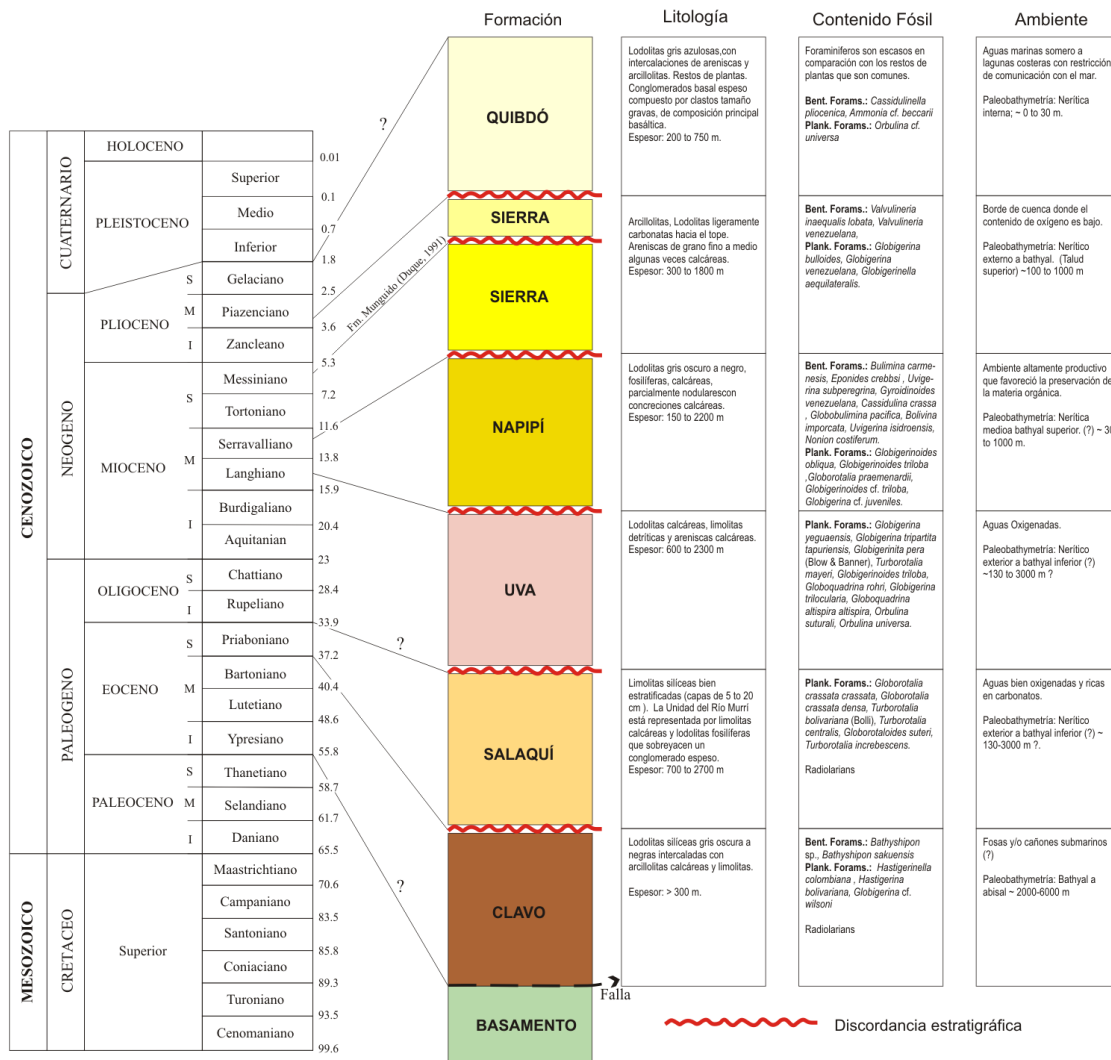 Formación
Litología
Contenido Fósil
Ambiente
CENOZOICO
MESOZOICO
CUATERNARIO
NEOGENO
PALEOGENO
CRETACEO
HOLOCENO
PLEISTOCENO
PLIOCENO
S
M
I
MIOCENO
S
M
I
OLIGOCENO
S
I
EOCENO
S
M
I
PALEOCENO
S
M
I
Superior
Superior
Medio
Inferior
Gelaciano
Piazenciano
Zancleano
Messiniano
Tortoniano
Serravalliano
Langhiano
Burdigaliano
Aquitanian
Chattiano
Rupeliano
Priaboniano
Bartoniano
Lutetiano
Ypresiano
Thanetiano
Selandiano
Daniano
Maastrichtiano
Campaniano
Santoniano
Coniaciano
Turoniano
Cenomaniano
0.01
0.1
0.7
1.8
2.5
3.6
5.3
7.2
11.6
13.8
15.9
20.4
23
28.4
33.9
37.2
40.4
48.6
55.8
58.7
61.7
65.5
70.6
83.5
85.8
89.3
93.5
99.6
?
Fm. Munguido (Duque, 1991)
?
?
QUIBDÓ
Lodolitas gris azulosas,con
intercalaciones de areniscas y
arcillolitas. Restos de plantas.
Conglomerados basal espeso
compuesto por clastos tamaño
gravas, de composición principal
basáltica.
Espesor: 200 to 750 m.
Foraminiferos son escasos en
comparación con los restos de
plantas que son comunes.
Bent. Forams.: Cassidulinella
pliocenica, Ammonia cf. beccarii
Plank. Forams.: Orbulina cf.
universa
Aguas marinas somero a
lagunas costeras con restricción
de comunicación con el mar.
Paleobathymetría: Nerítica
interna; ~ 0 to 30 m.
SIERRA
SIERRA
Arcillolitas, Lodolitas ligeramente
carbonatas hacia el tope.
Areniscas de grano fino a medio
algunas veces calcáreas.
Espesor: 300 to 1800 m
Bent. Forams.: Valvulineria
inaequalis lobata, Valvulineria
venezuelana,
Plank. Forams.: Globigerina
bulloides, Globigerina
venezuelana, Globigerinella
aequilateralis.
Borde de cuenca donde el
contenido de oxígeno es bajo.
Paleobathymetría: Nerítico
externo a bathyal. (Talud
superior) ~100 to 1000 m
NAPIPÍ
Lodolitas gris oscuro a negro,
fosilíferas, calcáreas,
parcialmente nodularescon
concreciones calcáreas.
Espesor: 150 to 2200 m.
Bent. Forams.: Bulimina carme-
nesis, Eponides crebbsi , Uvige-
rina subperegrina, Gyroidinoides
venezuelana, Cassidulina crassa
, Globobulimina pacifica, Bolivina
imporcata, Uvigerina isidroensis,
Nonion costiferum.
Plank. Forams.: Globigerinoides
obliqua, Globigerinoides triloba
,Globorotalia praemenardii,
Globigerinoides cf. triloba,
Globigerina cf. juveniles.
Ambiente altamente productivo
que favoreció la preservación de
la materia orgánica.
Paleobathymetría: Nerítica
medioa bathyal superior. (?) ~ 30
to 1000 m.
UVA
Lodolitas calcáreas, limolitas
detríticas y areniscas calcáreas.
Espesor: 600 to 2300 m
Plank. Forams.: Globigerina
yeguaensis, Globigerina tripartita
tapuriensis, Globigerinita pera
(Blow & Banner), Turborotalia
mayeri, Globigerinoides triloba,
Globoquadrina rohri, Globigerina
trilocularia, Globoquadrina
altispira altispira, Orbulina
suturali, Orbulina universa.
Aguas Oxigenadas.
Paleobathymetría: Nerítico
exterior a bathyal inferior (?)
~130 to 3000 m ?
SALAQUÍ
Limolitas silíceas bien
estratificadas (capas de 5 to 20
cm ). La Unidad del Río Murrí
está representada por limolitas
calcáreas y lodolitas fosilíferas
que sobreyacen un
conglomerado espeso.
Espesor: 700 to 2700 m
Plank. Forams.: Globorotalia
crassata crassata, Globorotalia
crassata densa, Turborotalia
bolivariana (Bolli), Turborotalia
centralis, Globorotaloides suteri,
Turborotalia increbescens.
Radiolarians
Aguas bien oxigenadas y ricas
en carbonatos.
Paleobathymetría: Nerítico
exterior a bathyal inferior (?) ~
130-3000 m ?.
CLAVO
Lodolitas silíceas gris oscura a
negras intercaladas con
arcillolitas calcáreas y limolitas.
Espesor: > 300 m.
Bent. Forams.: Bathyshipon
sp., Bathyshipon sakuensis
Plank. Forams.: Hastigerinella
colombiana , Hastigerina
bolivariana, Globigerina cf.
wilsoni
Radiolarians
Fosas y/o cañones submarinos
(?)
Paleobathymetría: Bathyal a
abisal ~ 2000-6000 m
Falla
BASAMENTO
Discordancia estratigráfica